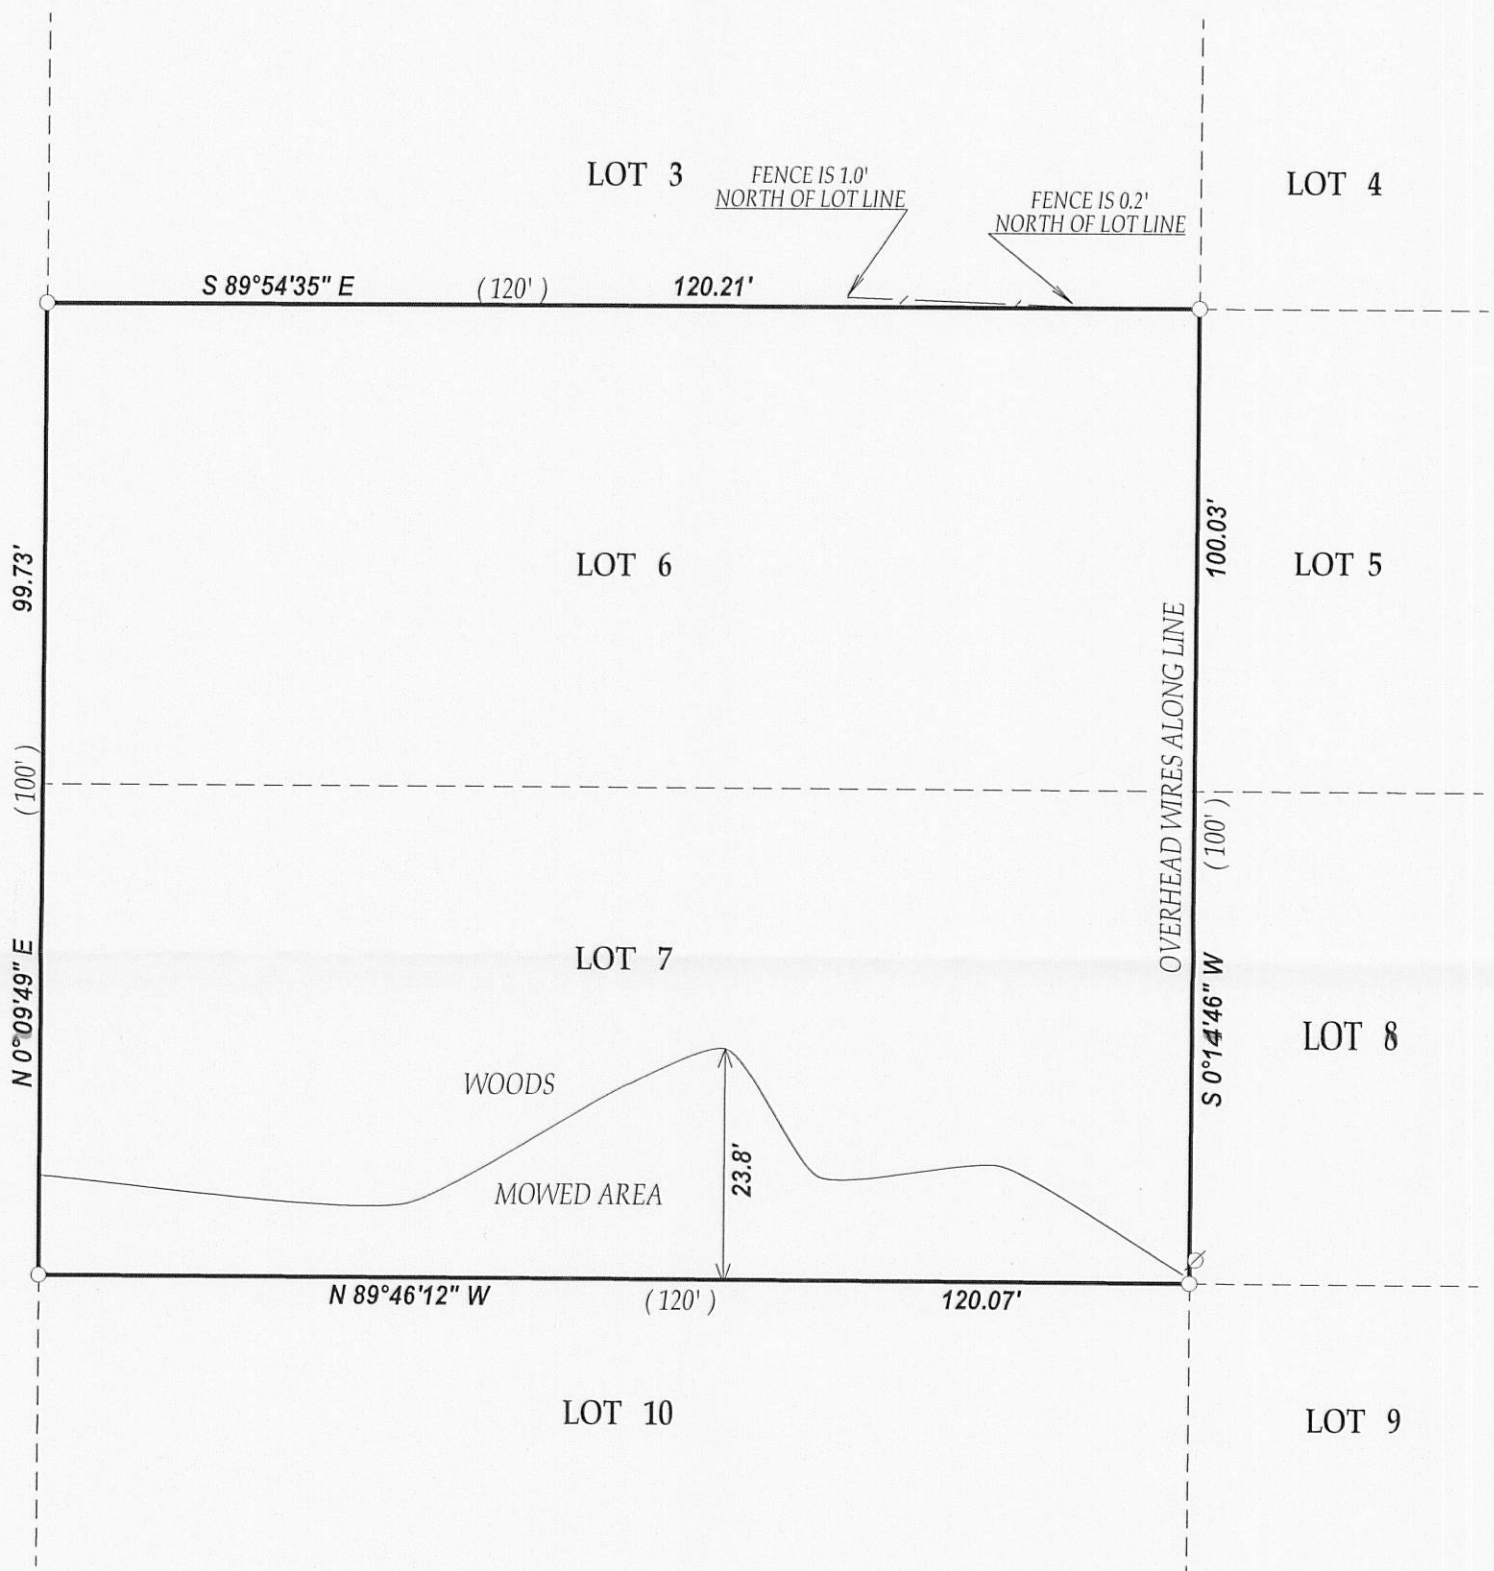 LOT 3
FENCE IS 1.0'
NORTH OF LOT LINE
FENCE IS 0.2'
NORTH OF LOT LINE
LOT 4
S 89°54'35" E
(120')
120.21'
99.73'
(100')
N 0°09'49" E
LOT 6
100.03'
LOT 5
OVERHEAD WIRES ALONG LINE
(100')
S 0°14'46" W
LOT 7
LOT 8
WOODS
MOWED AREA
23.8'
N 89°46'12" W
(120')
120.07'
LOT 10
LOT 9